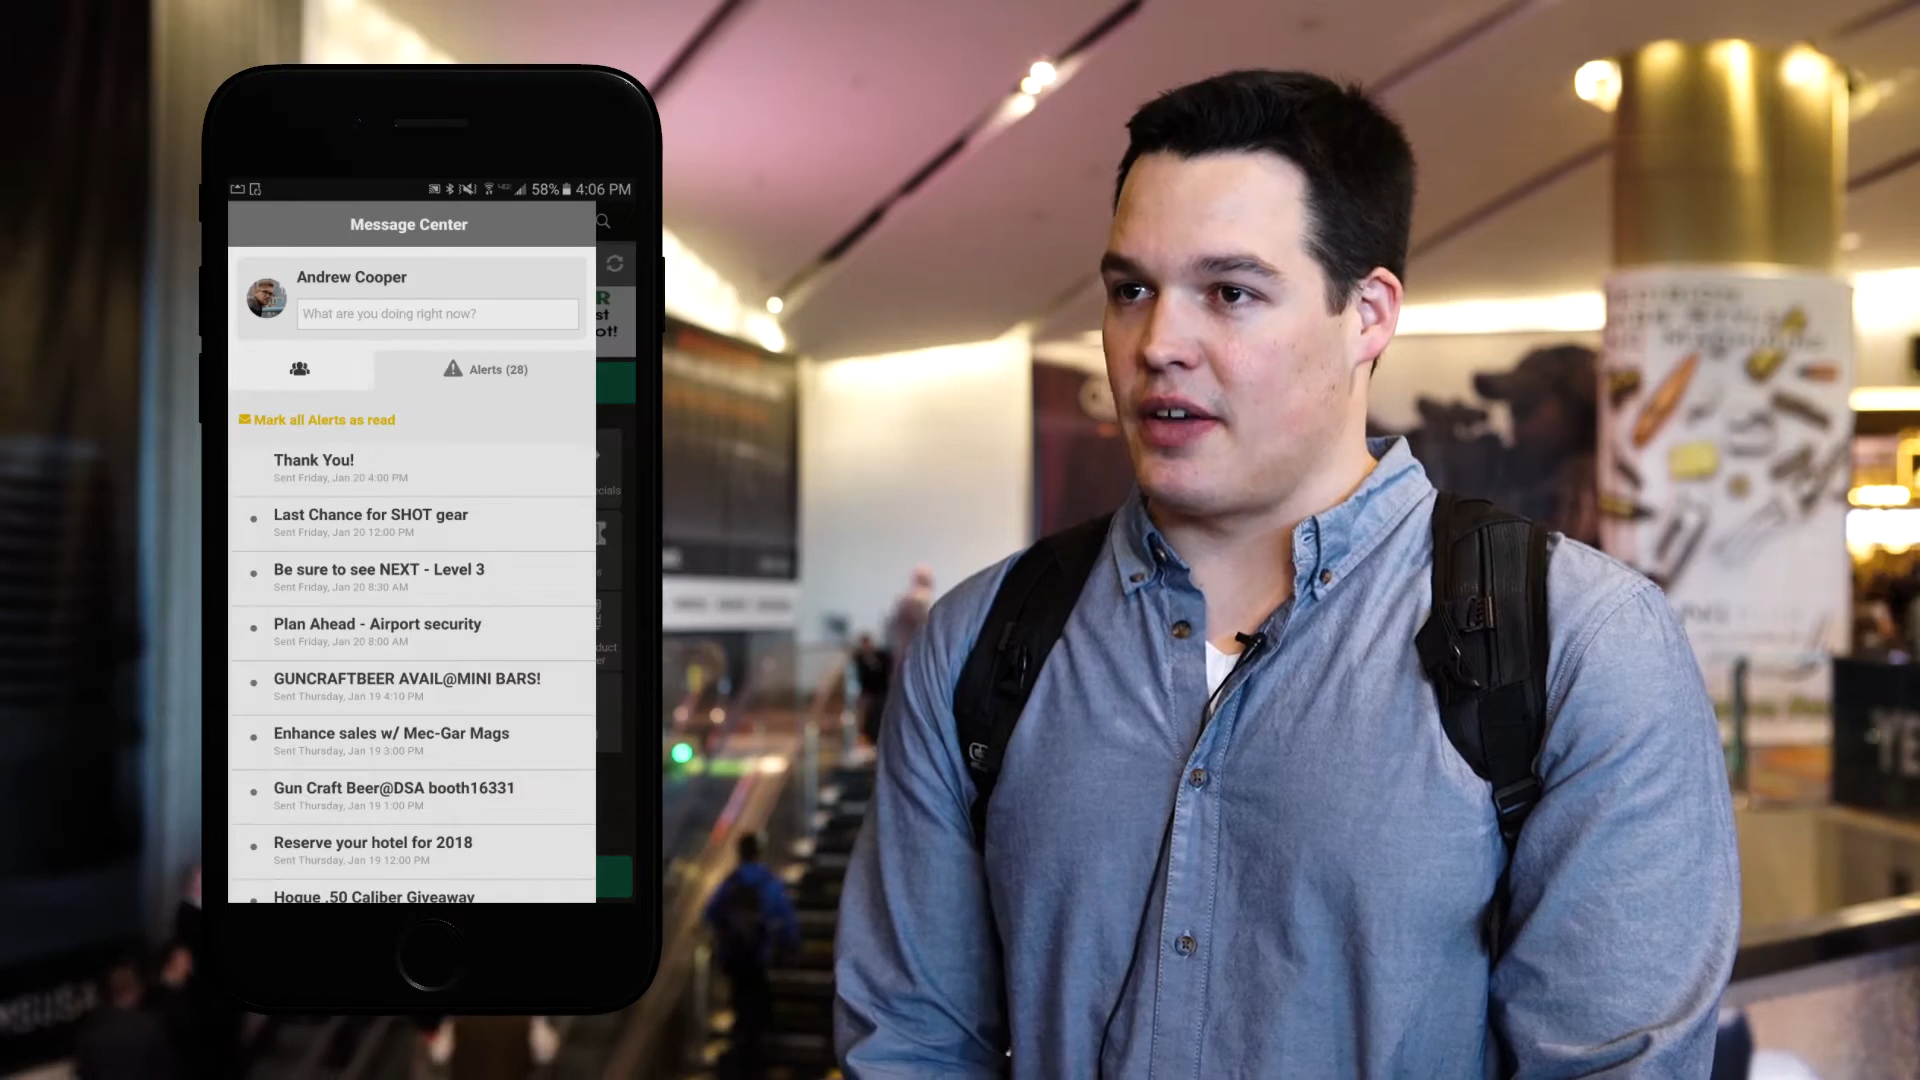 58% 4:06 PM
Message Center
Andrew Cooper
What are you doing right now?
R
st
ot!
Alerts (28)
Mark all Alerts as read
Thank You!
Sent Friday, Jan 20 4:00 PM
ecials
Last Chance for SHOT gear
Sent Friday, Jan 20 12:00 PM
Be sure to see NEXT - Level 3
Sent Friday, Jan 20 8:30 AM
Plan Ahead - Airport security
Sent Friday, Jan 20 8:00 AM
duct
er
GUNCRAFTBEER AVAIL@MINI BARS!
Sent Thursday, Jan 19 4:10 PM
Enhance sales w/ Mec-Gar Mags
Sent Thursday, Jan 19 3:00 PM
Gun Craft Beer@DSA booth16331
Sent Thursday, Jan 19 1:00 PM
Reserve your hotel for 2018
Sent Thursday, Jan 19 12:00 PM
Hogue .50 Caliber Giveaway
YE